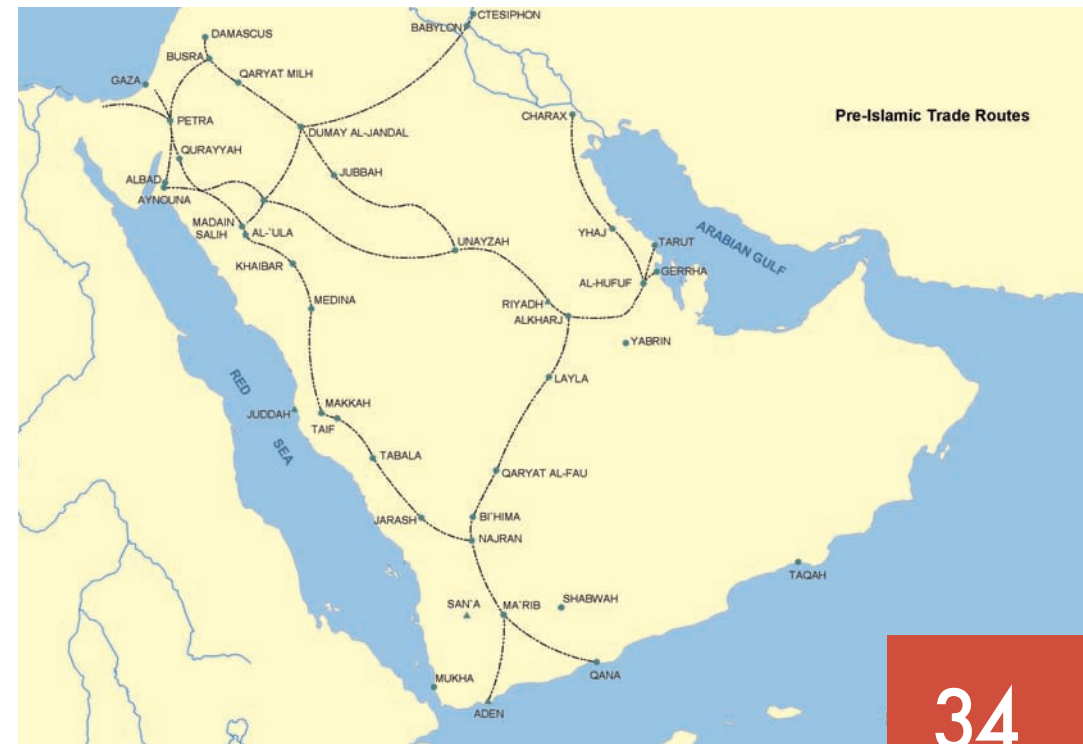 CTESIPHON
BABYLON
DAMASCUS
BUSRA
QARYAT MILH
GAZA
CHARAX
Pre-Islamic Trade Routes
PETRA
DUMAY AL-JANDAL
QURAYYAH
JUBBAH
ALBAD
AYNOUNA
MADAIN
SALIH
AL-`ULA
YHAJ
ARABIAN GULF
UNAYZAH
TARUT
KHAIBAR
GERRHA
AL-HUFUF
MEDINA
RIYADH
ALKHARJ
YABRIN
LAYLA
RED
SEA
MAKKAH
JUDDAH
TAIF
TABALA
QARYAT AL-FAU
JARASH
BI`HIMA
NAJRAN
TAQAH
SAN`A
MA`RIB
SHABWAH
QANA
MUKHA
ADEN
34